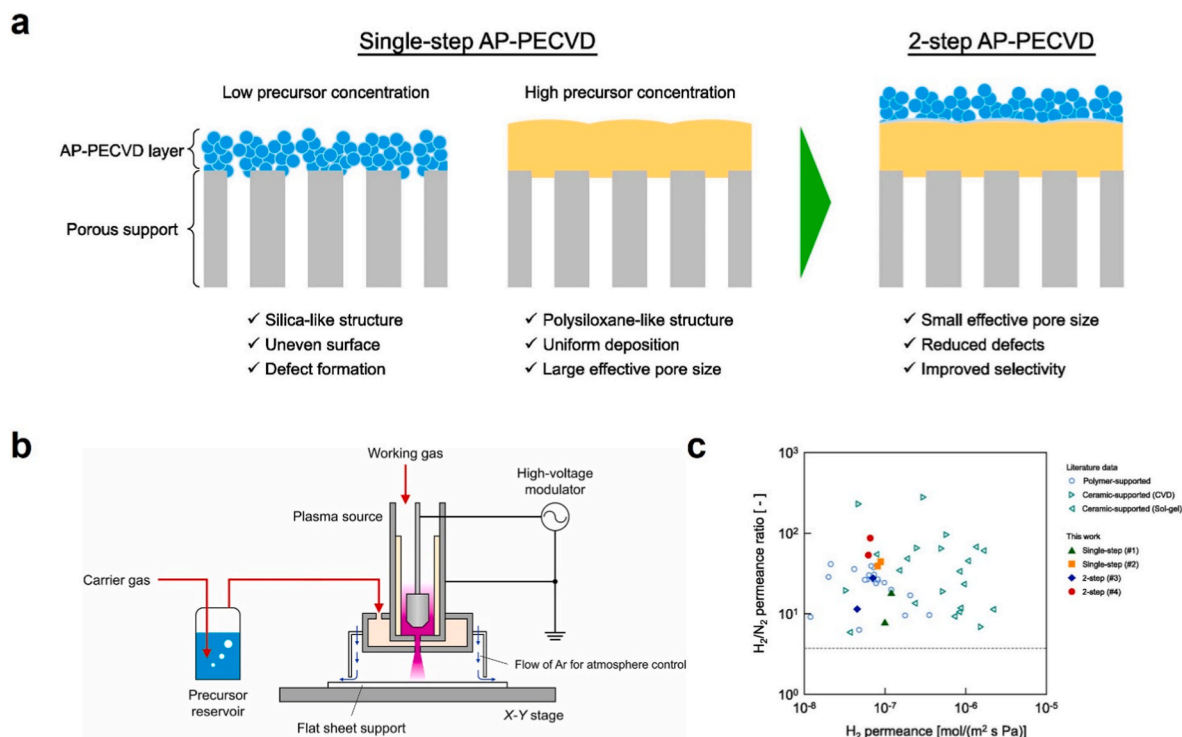 a
Single-step AP-PECVD
2-step AP-PECVD
Low precursor concentration
High precursor concentration
AP-PECVD layer
Porous support
✓ Silica-like structure
✓ Uneven surface
✓ Defect formation
✓ Polysiloxane-like structure
✓ Uniform deposition
✓ Large effective pore size
✓ Small effective pore size
✓ Reduced defects
✓ Improved selectivity
b
Working gas
High-voltage
modulator
Plasma source
Carrier gas
Precursor
reservoir
Flow of Ar for atmosphere control
X-Y stage
Flat sheet support
c
H₂/N₂ permeance ratio [ - ]
10³
10²
10¹
10⁰
10⁻⁸
10⁻⁷
10⁻⁶
10⁻⁵
H₂ permeance [mol/(m² s Pa)]
Literature data
Polymer-supported
Ceramic-supported (CVD)
Ceramic-supported (Sol-gel)
This work
Single-step (#1)
Single-step (#2)
2-step (#3)
2-step (#4)